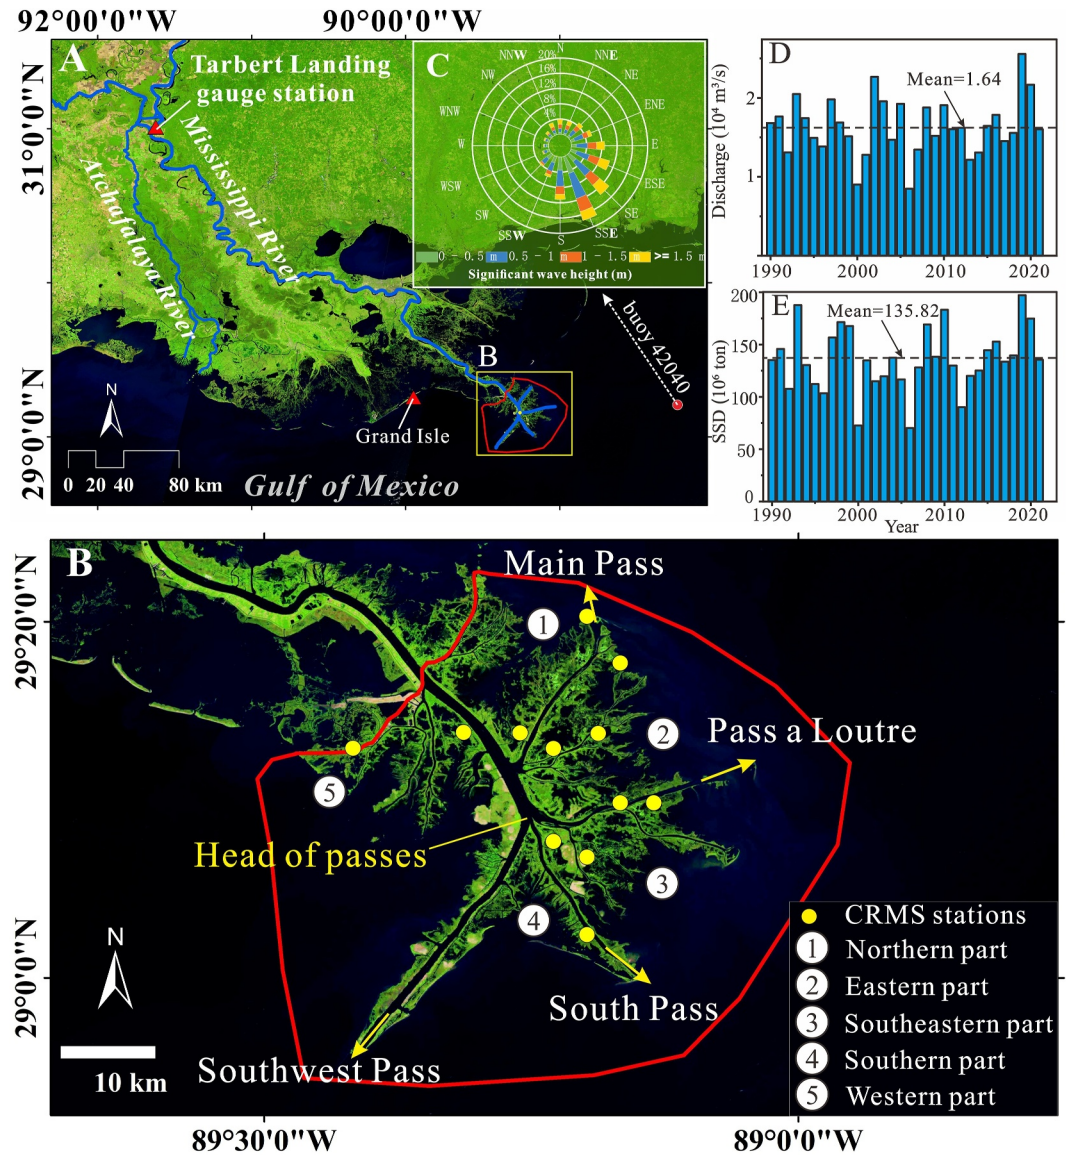 92°00'0"W
90°00'0"W
31°0'0"N
29°0'0"N
A
Tarbert Landing
gauge station
Mississippi River
Atchafalaya River
B
Grand Isle
buoy 42040
N
0 20 40 80 km
Gulf of Mexico
C
N
NNE
NE
ENE
E
ESE
SE
SSE
S
SSW
SW
WSW
W
WNW
NW
NNW
20%
16%
12%
8%
4%
0 - 0.5 m 0.5 - 1 m 1 - 1.5 m >= 1.5 m
Significant wave height (m)
D
Mean=1.64
Discharge (10⁴ m³/s)
2
1
1990 2000 2010 2020
E
Mean=135.82
SSD (10⁶ ton)
200
150
100
50
0
1990 2000 2010 2020
Year
B
29°20'0"N
29°0'0"N
Main Pass
1
2
Pass a Loutre
5
Head of passes
3
4
South Pass
Southwest Pass
N
10 km
CRMS stations
1 Northern part
2 Eastern part
3 Southeastern part
4 Southern part
5 Western part
89°30'0"W
89°0'0"W